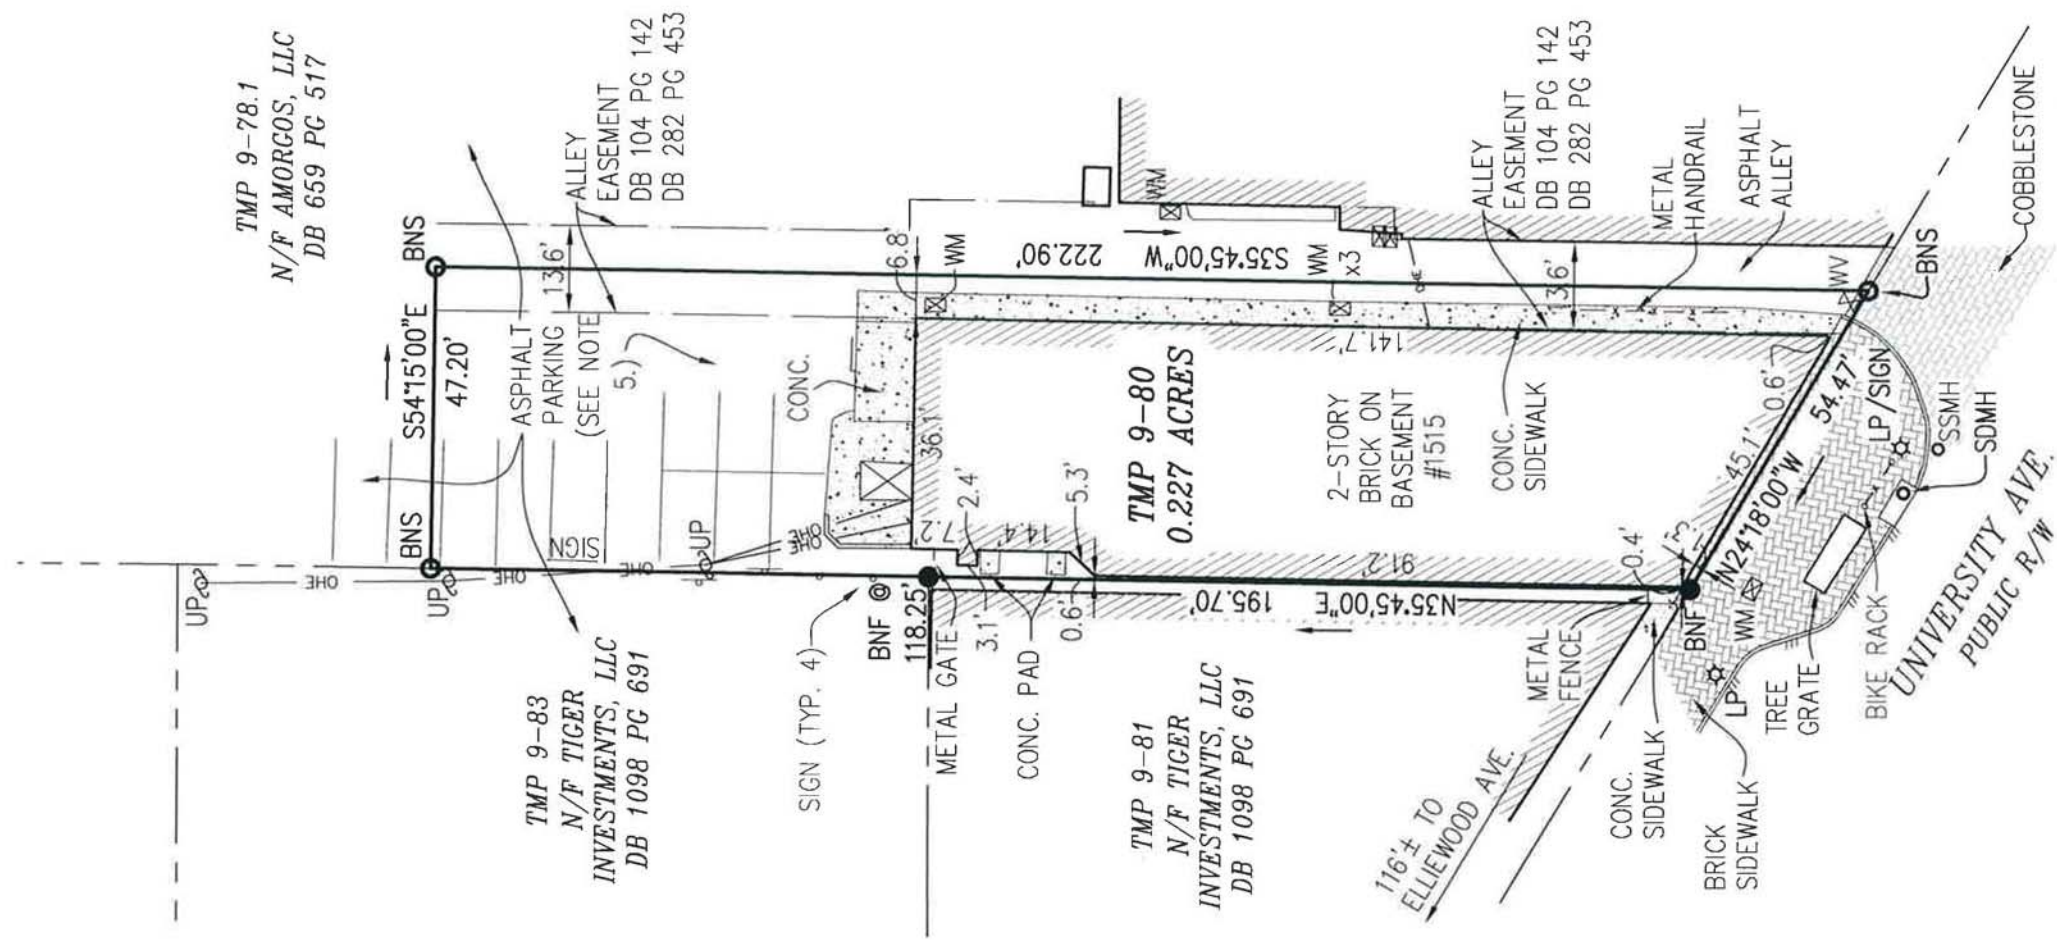 TMP 9-78.1
N/F AMORGOS, LLC
DB 659 PG 517
BNS
S54°15'00"E
47.20'
BNS
ASPHALT
PARKING
(SEE NOTE
5.)
13.6'
ALLEY
EASEMENT
DB 104 PG 142
DB 282 PG 453
UP
OHE
UP
OHE
SIGN
OHE
UP
OHE
OHE
CONC.
6.8
WM
222.90'
S35°45'00"W
WM
WM
x3
OHE
ALLEY
EASEMENT
DB 104 PG 142
DB 282 PG 453
13.6'
METAL
HANDRAIL
ASPHALT
ALLEY
WV
BNS
COBBLESTONE
TMP 9-83
N/F TIGER
INVESTMENTS, LLC
DB 1098 PG 691
SIGN (TYP. 4)
BNF @
118.25'
METAL GATE
3.1'
CONC. PAD
0.6'
36.1'
7.2'
2.4'
14.4'
5.3'
TMP 9-80
0.227 ACRES
2-STORY
BRICK ON
BASEMENT
#1515
141.7'
CONC.
SIDEWALK
91.2'
N35°45'00"E
195.70'
TMP 9-81
N/F TIGER
INVESTMENTS, LLC
DB 1098 PG 691
METAL
FENCE
0.4'
45.1'
0.6'
54.47'
N24°18'00"W
BNF
WM
LP/SIGN
SSMH
SDMH
LP
TREE
GRATE
BIKE RACK
UNIVERSITY AVE.
PUBLIC R/W
CONC.
SIDEWALK
BRICK
SIDEWALK
116'± TO
ELLIEWOOD AVE.